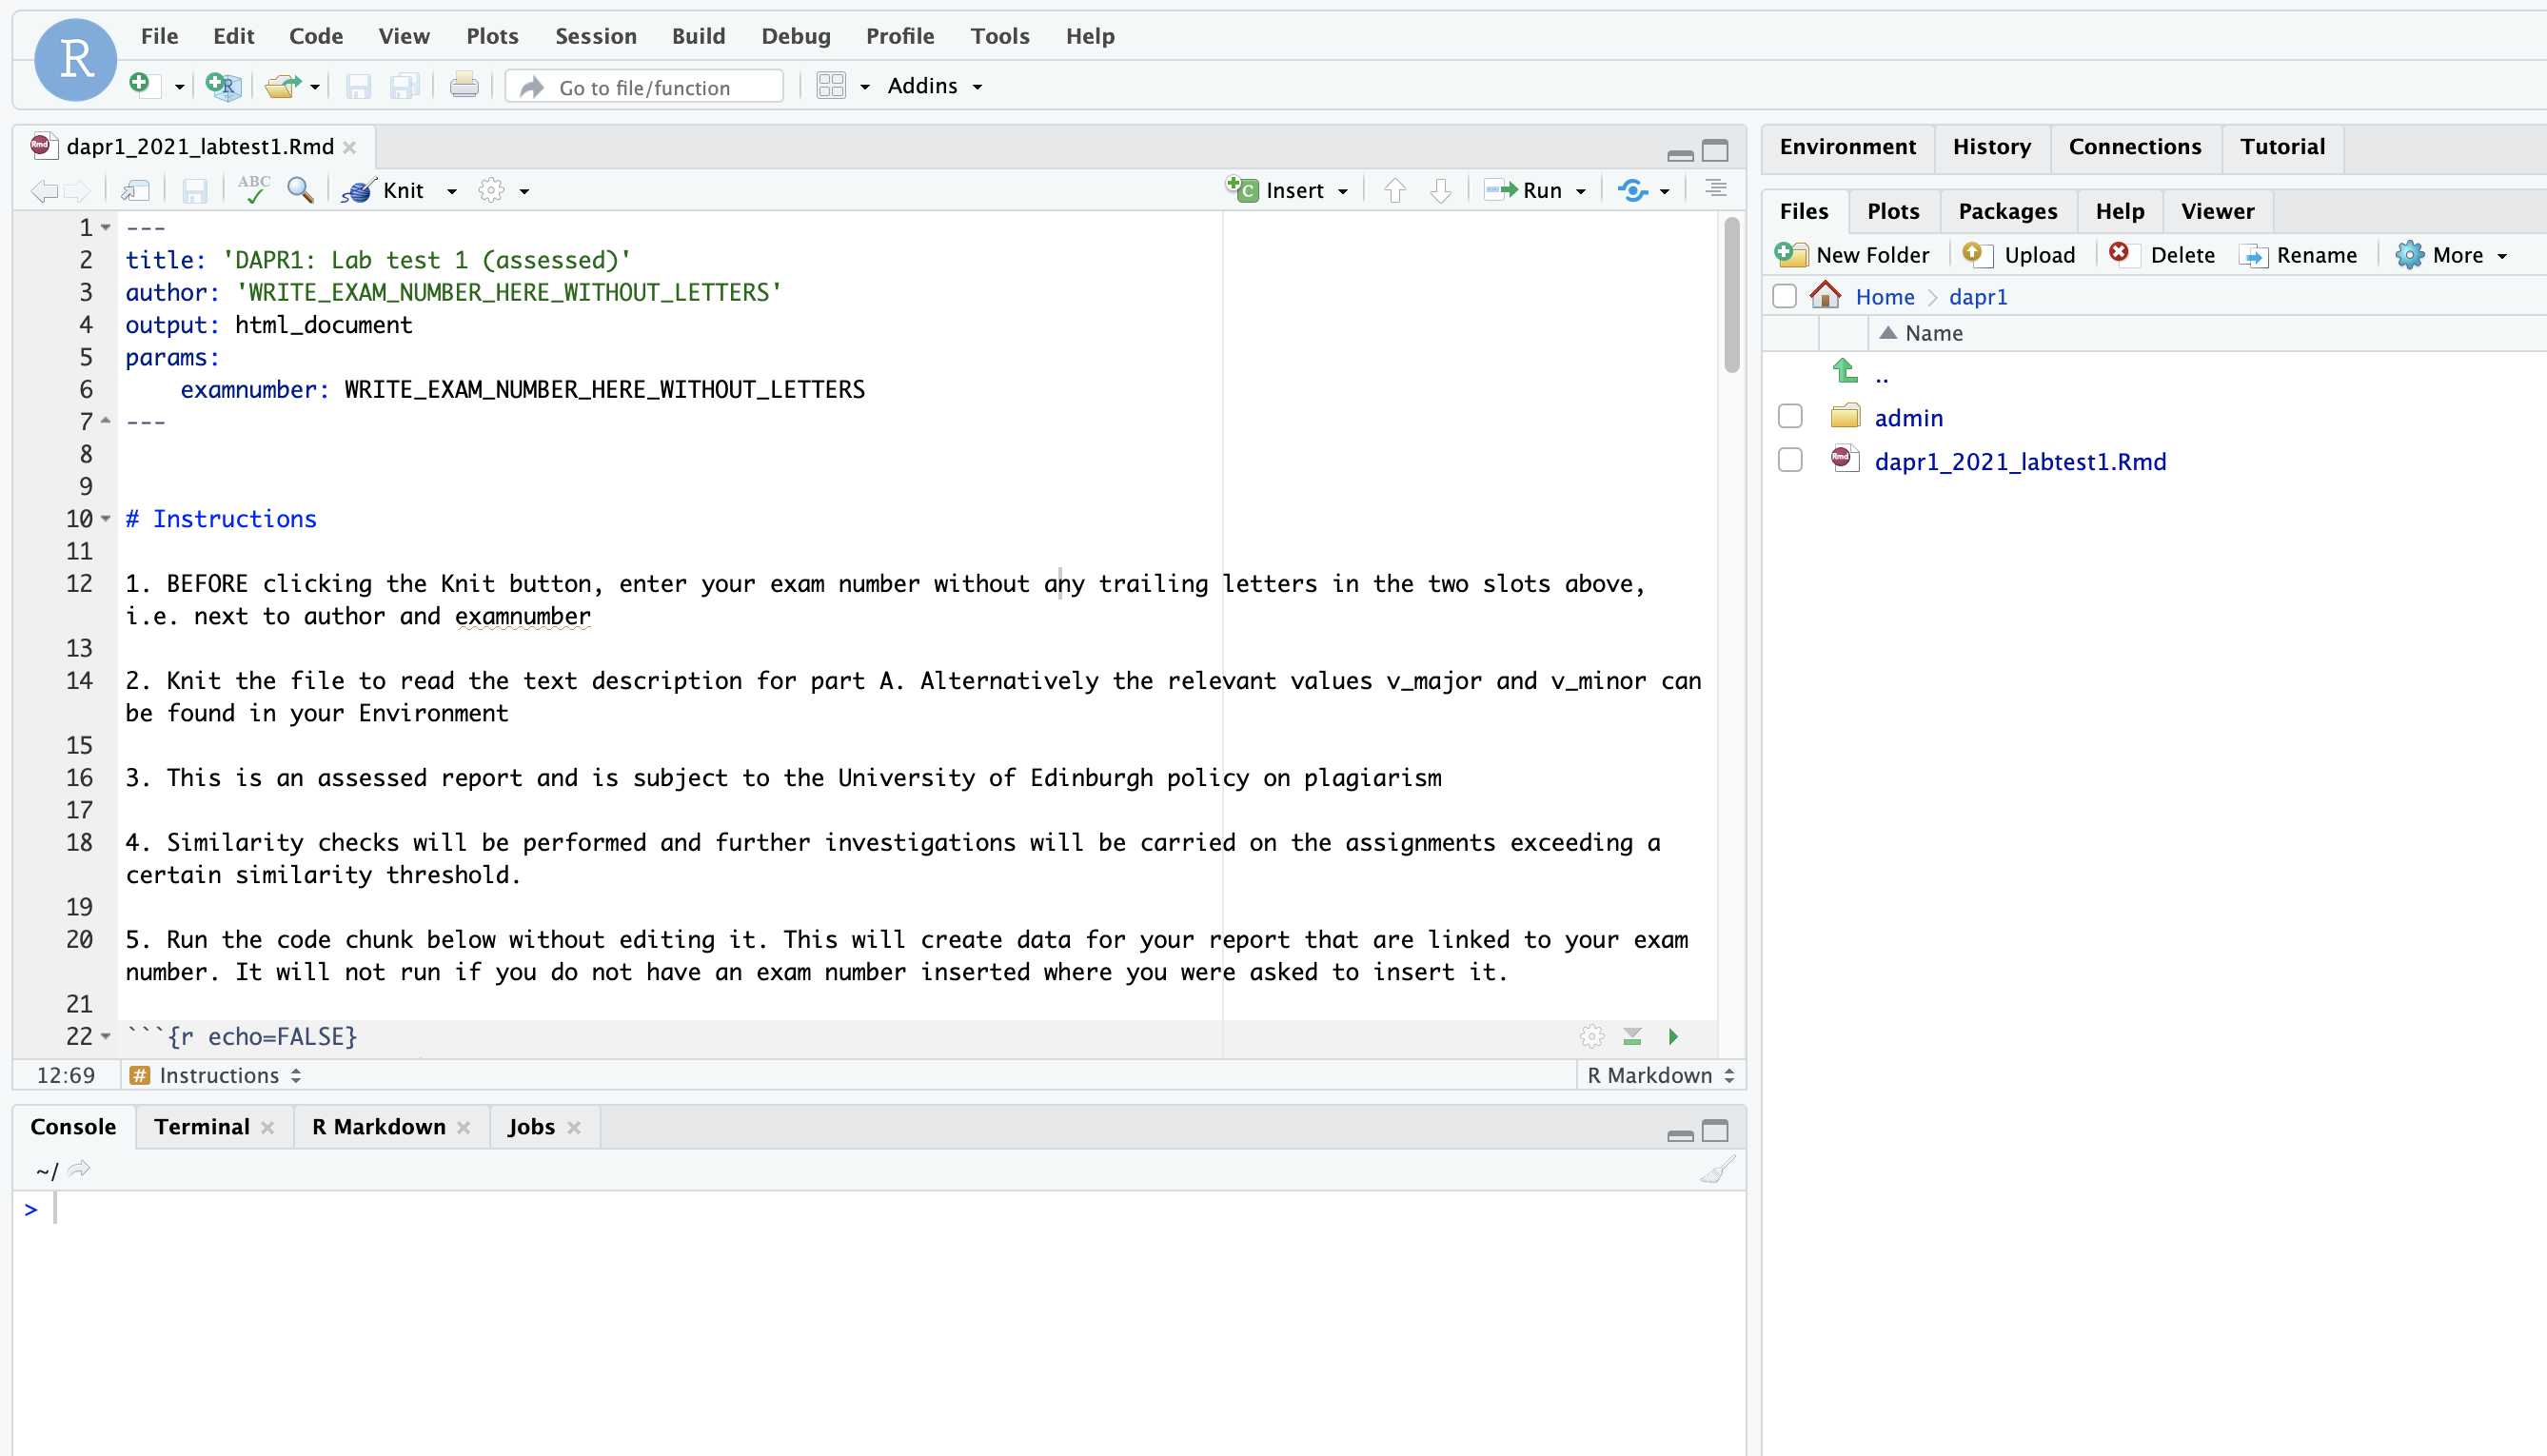 R
File Edit Code View Plots Session Build Debug Profile Tools Help
Go to file/function Addins
dapr1_2021_labtest1.Rmd
ABC Knit Insert Run
1 ---
2 title: 'DAPR1: Lab test 1 (assessed)'
3 author: 'WRITE_EXAM_NUMBER_HERE_WITHOUT_LETTERS'
4 output: html_document
5 params:
6 examnumber: WRITE_EXAM_NUMBER_HERE_WITHOUT_LETTERS
7 ---
8
9
10 # Instructions
11
12 1. BEFORE clicking the Knit button, enter your exam number without any trailing letters in the two slots above,
i.e. next to author and examnumber
13
14 2. Knit the file to read the text description for part A. Alternatively the relevant values v_major and v_minor can
be found in your Environment
15
16 3. This is an assessed report and is subject to the University of Edinburgh policy on plagiarism
17
18 4. Similarity checks will be performed and further investigations will be carried on the assignments exceeding a
certain similarity threshold.
19
20 5. Run the code chunk below without editing it. This will create data for your report that are linked to your exam
number. It will not run if you do not have an exam number inserted where you were asked to insert it.
21
22 ```{r echo=FALSE}
12:69 # Instructions R Markdown
Console Terminal R Markdown Jobs
~/
>
Environment History Connections Tutorial
Files Plots Packages Help Viewer
New Folder Upload Delete Rename More
Home dapr1
Name
..
admin
Rmd dapr1_2021_labtest1.Rmd